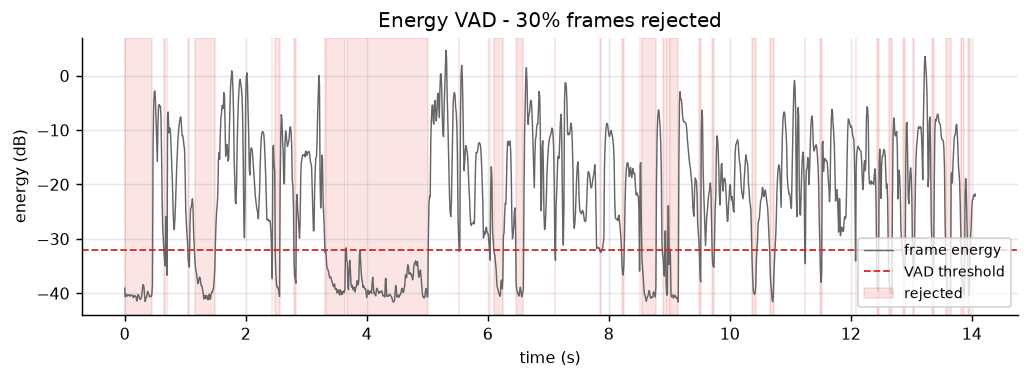 Energy VAD - 30% frames rejected
energy (dB)
0
−10
−20
−30
−40
frame energy
VAD threshold
rejected
0
2
4
6
8
10
12
14
time (s)